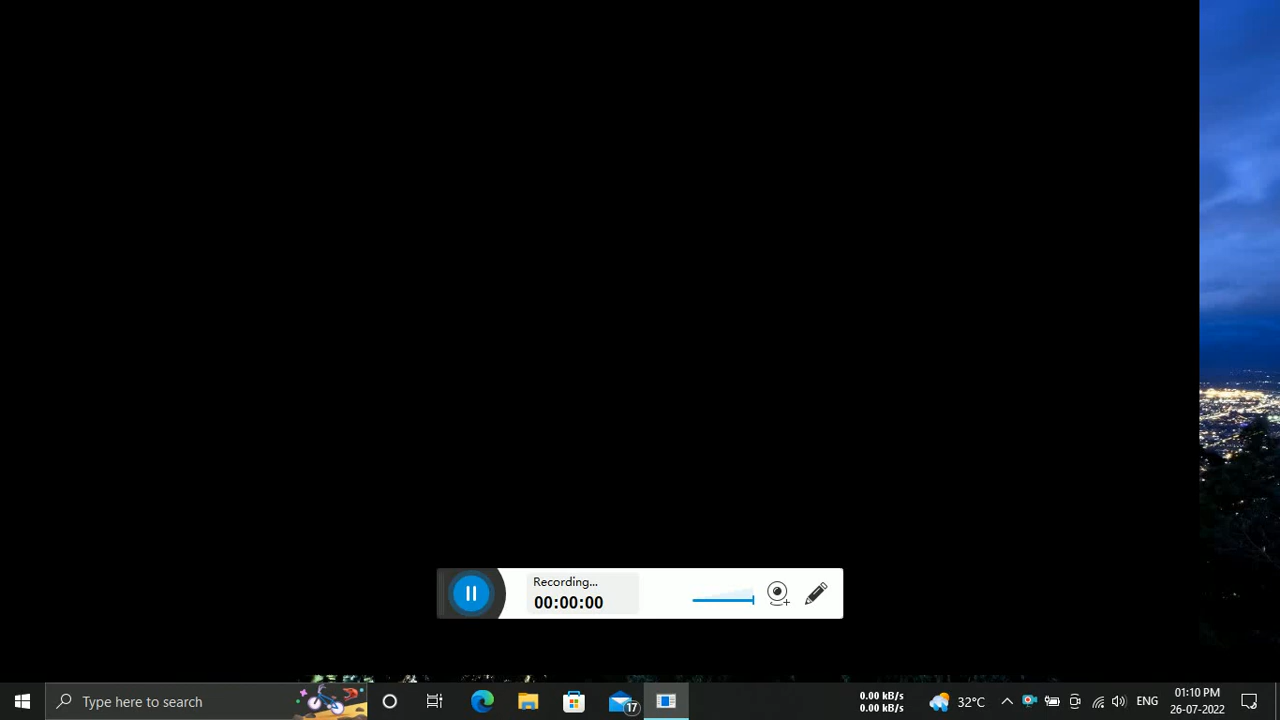 Recording...
00:00:00
Type here to search
17
0.00 kB/s
0.00 kB/s
32°C
ENG
01:10 PM
26-07-2022